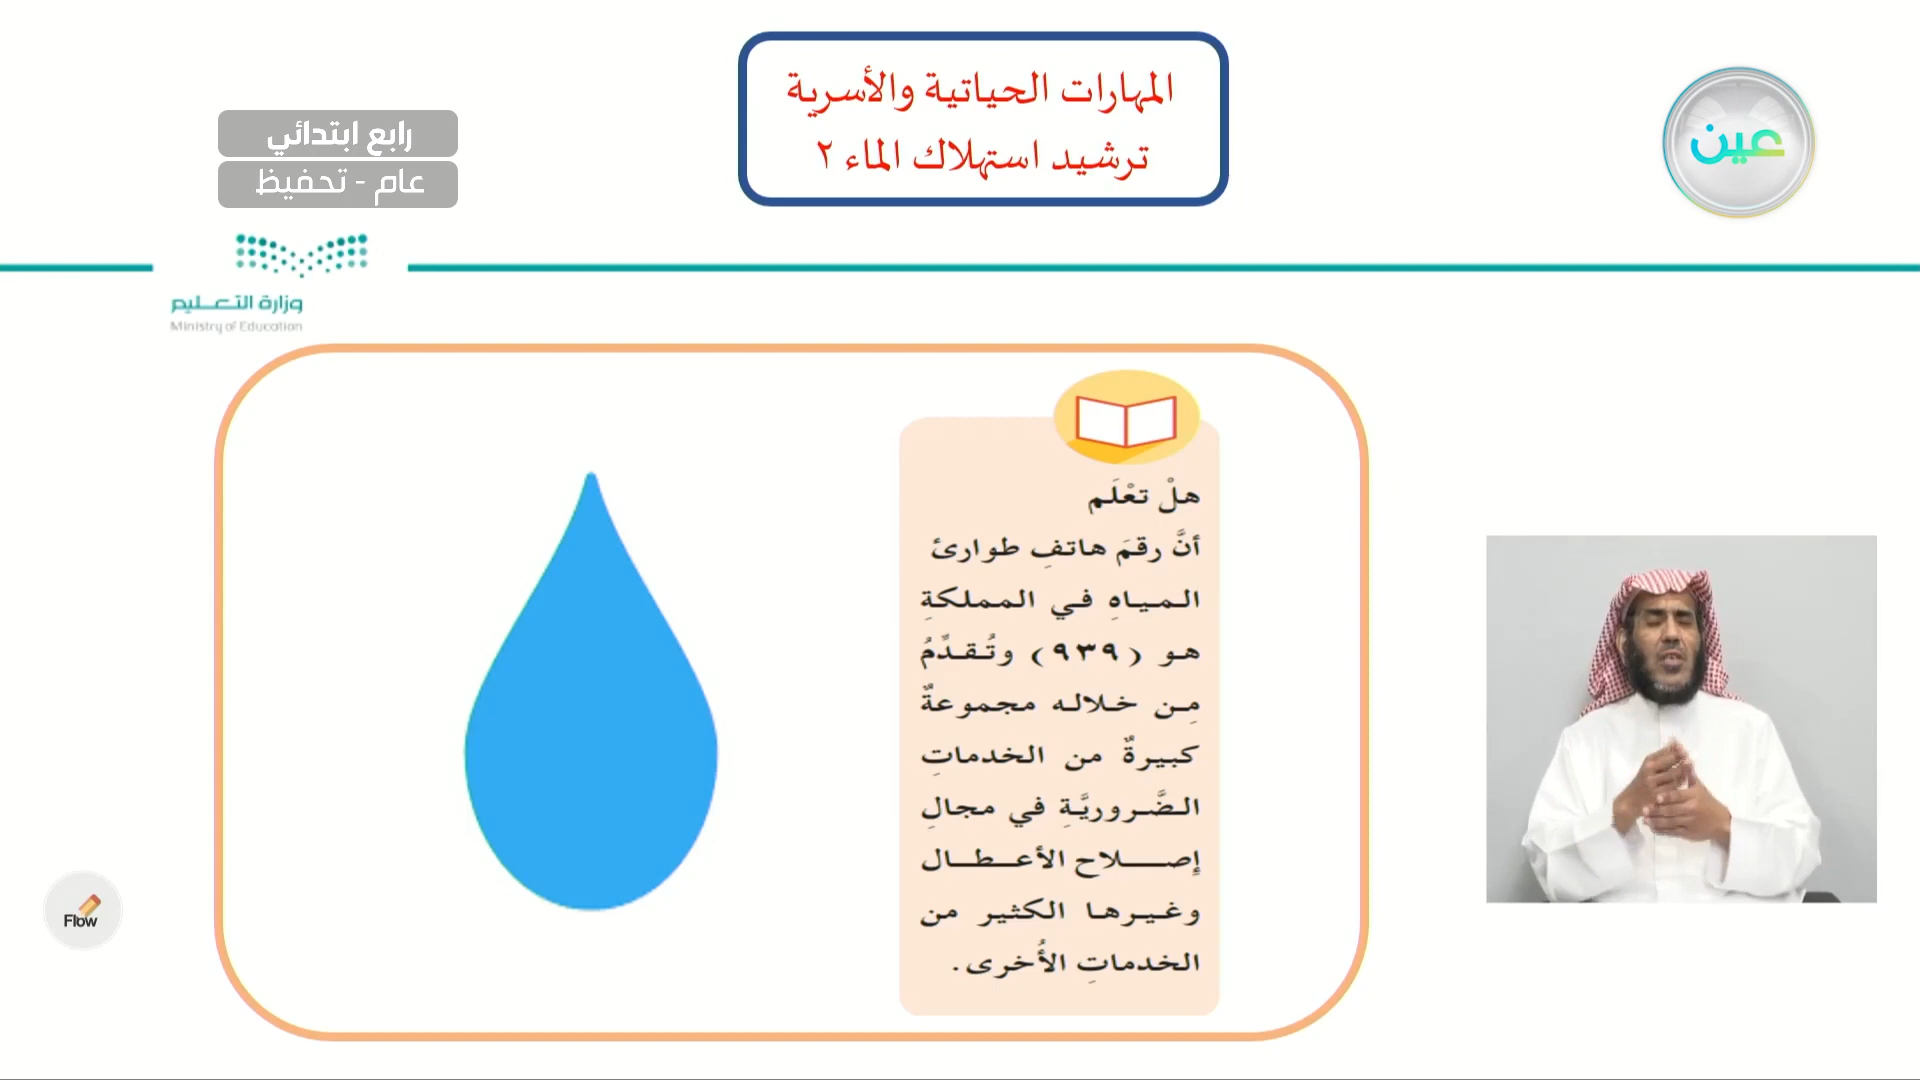 المهارات الحياتية والأسرية
ترشيد استهلاك الماء ٢
عين
رابع ابتدائي
عام - تحفيظ
وزارة التعـليم
Ministry of Education
هلْ تعْلَم
أنَّ رقمَ هاتفِ طوارئ
المياهِ في المملكةِ
هو (٩٣٩) وتُقدِّمُ
مِن خلاله مجموعةٌ
كبيرةٌ من الخدماتِ
الضَّروريَّةِ في مجالِ
إصلاح الأعطال
وغيرها الكثير من
الخدماتِ الأُخرى.
Flow